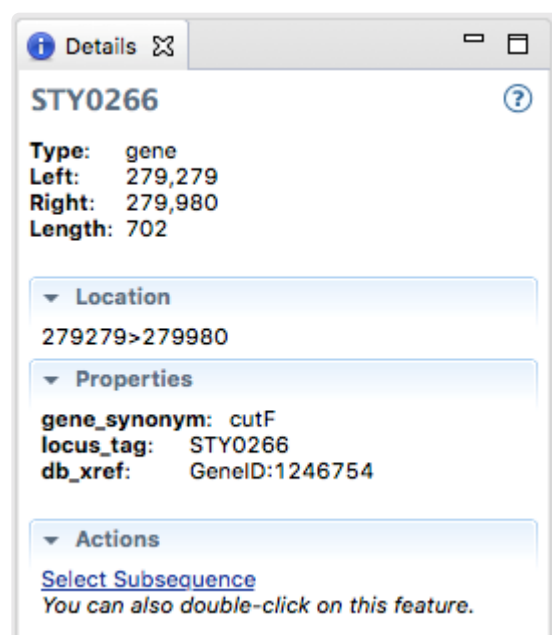 Details
STY0266
Type: gene
Left: 279,279
Right: 279,980
Length: 702
Location
279279>279980
Properties
gene_synonym: cutF
locus_tag: STY0266
db_xref: GeneID:1246754
Actions
Select Subsequence
You can also double-click on this feature.